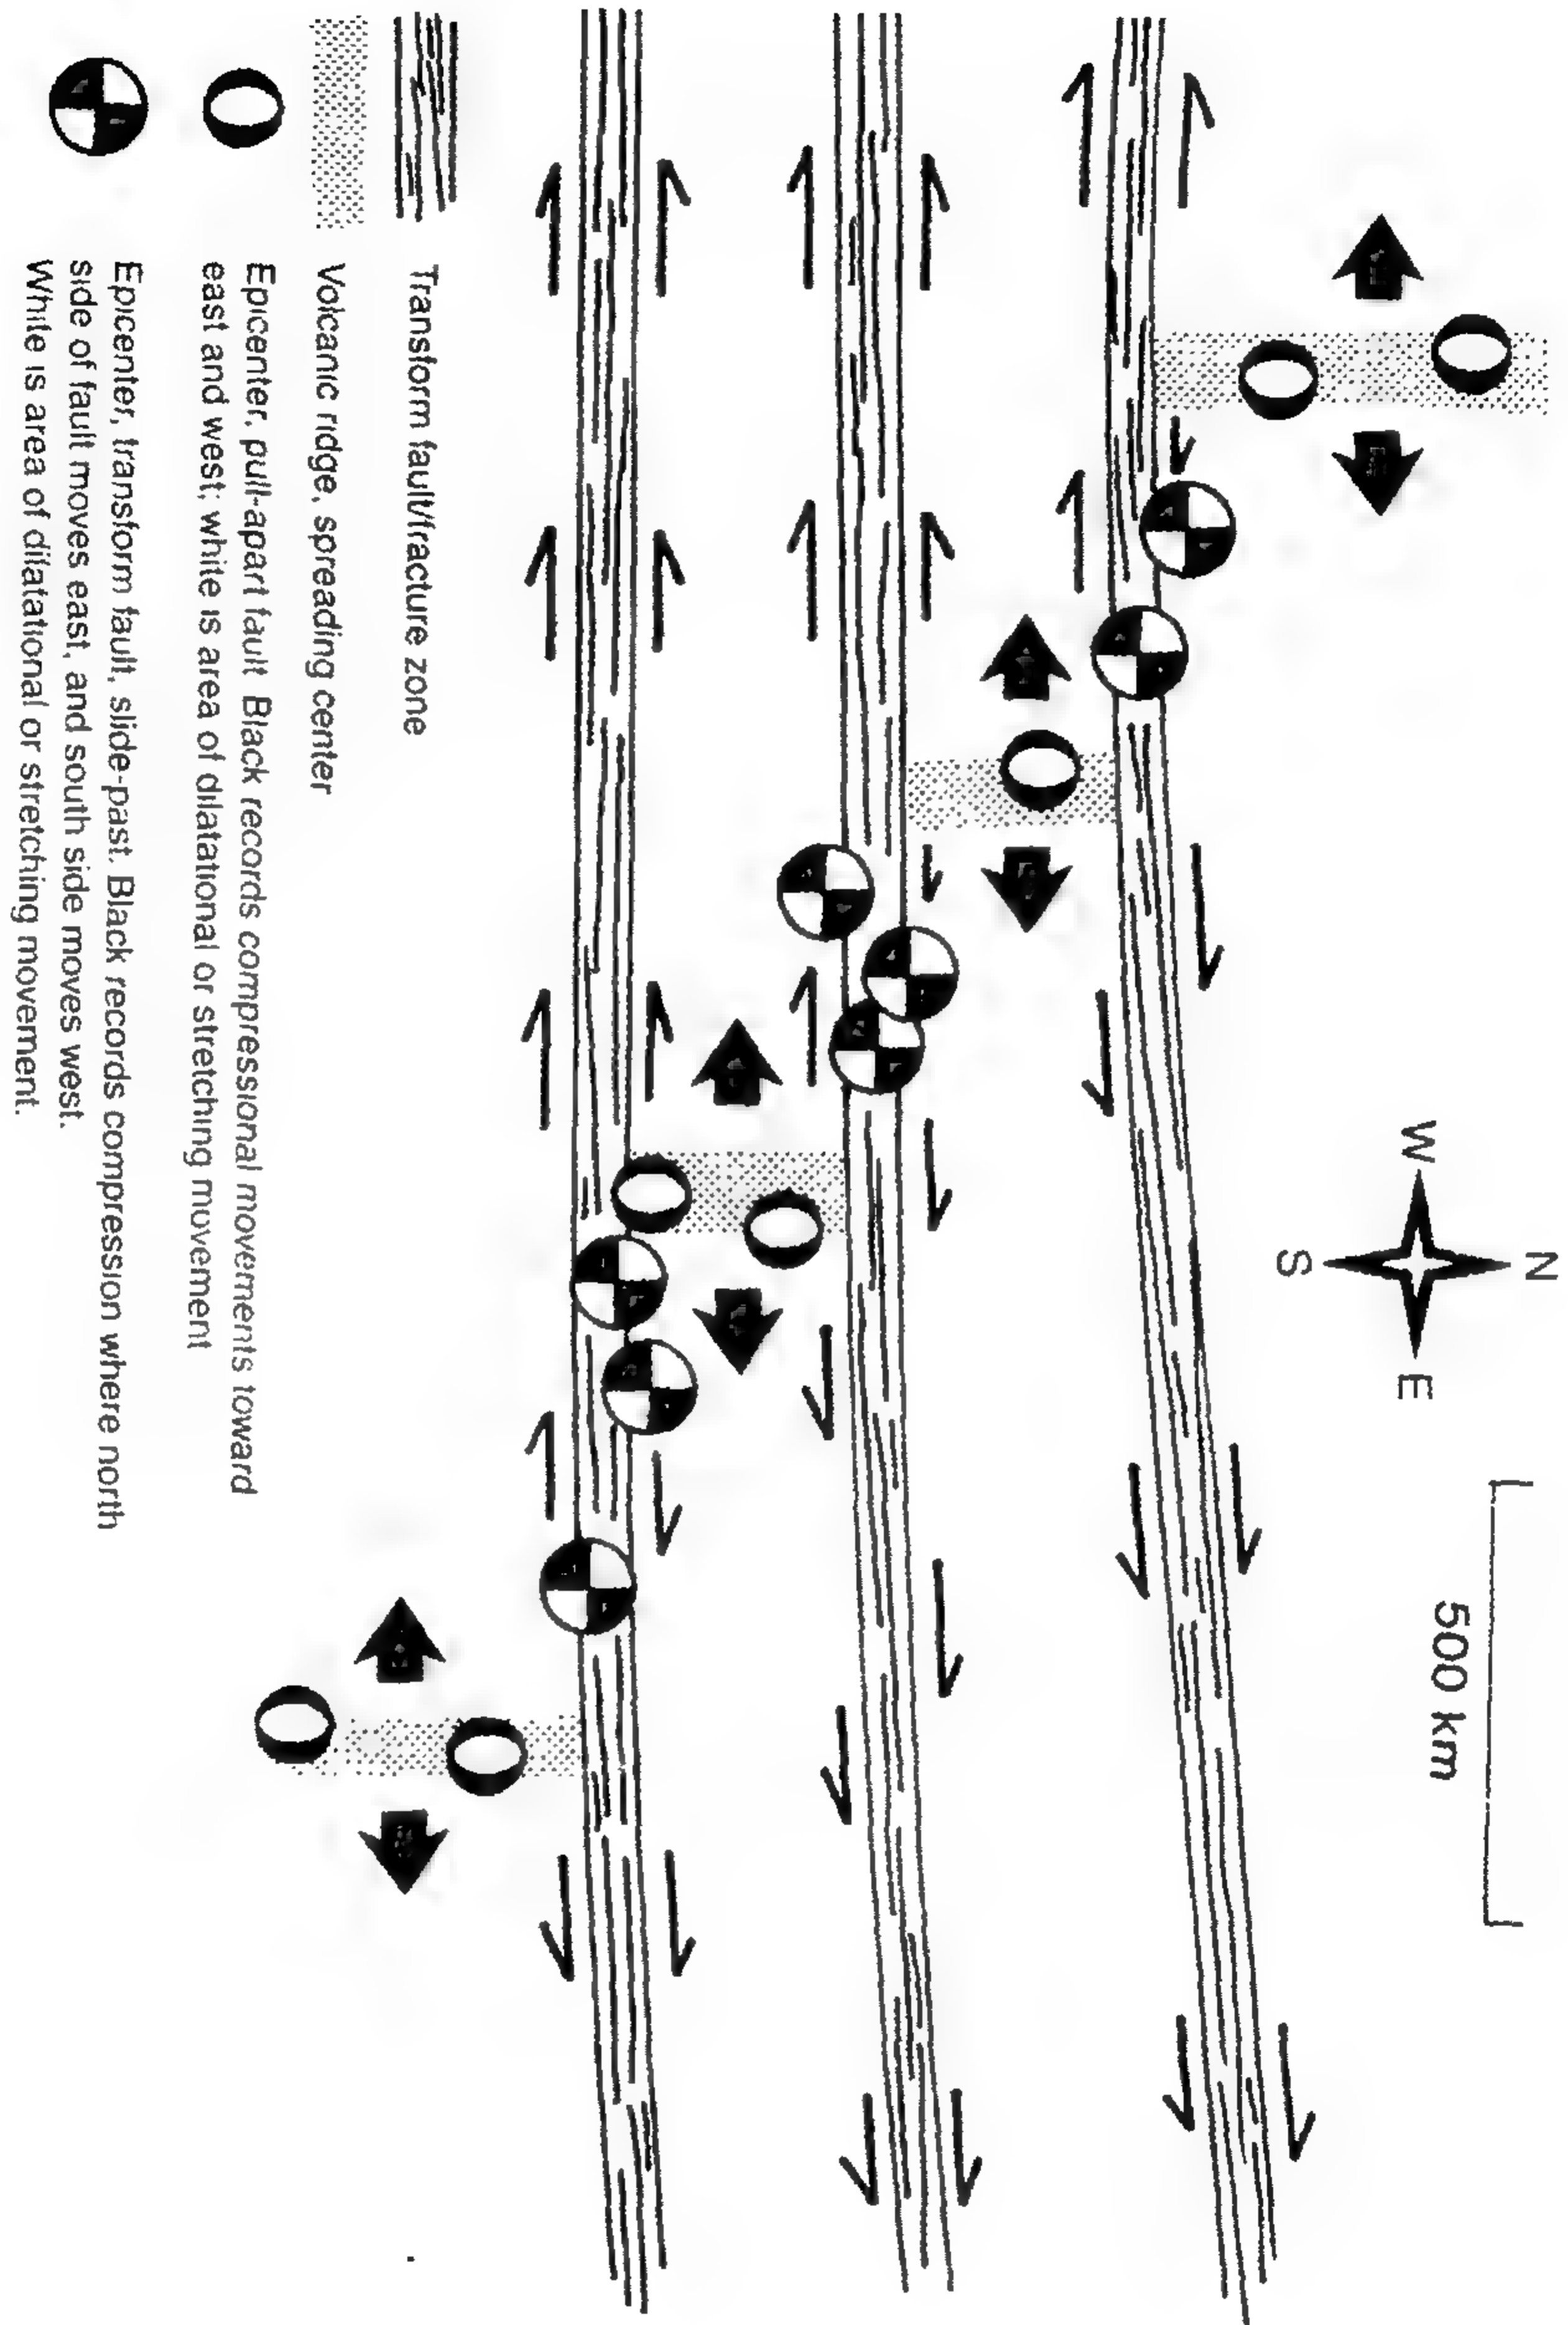 N
W
E
S
500 km
Transform fault/fracture zone
Volcanic ridge, spreading center
Epicenter, pull-apart fault Black records compressional movements toward
east and west; white is area of dilatational or stretching movement
Epicenter, transform fault, slide-past. Black records compression where north
side of fault moves east, and south side moves west.
White is area of dilatational or stretching movement.